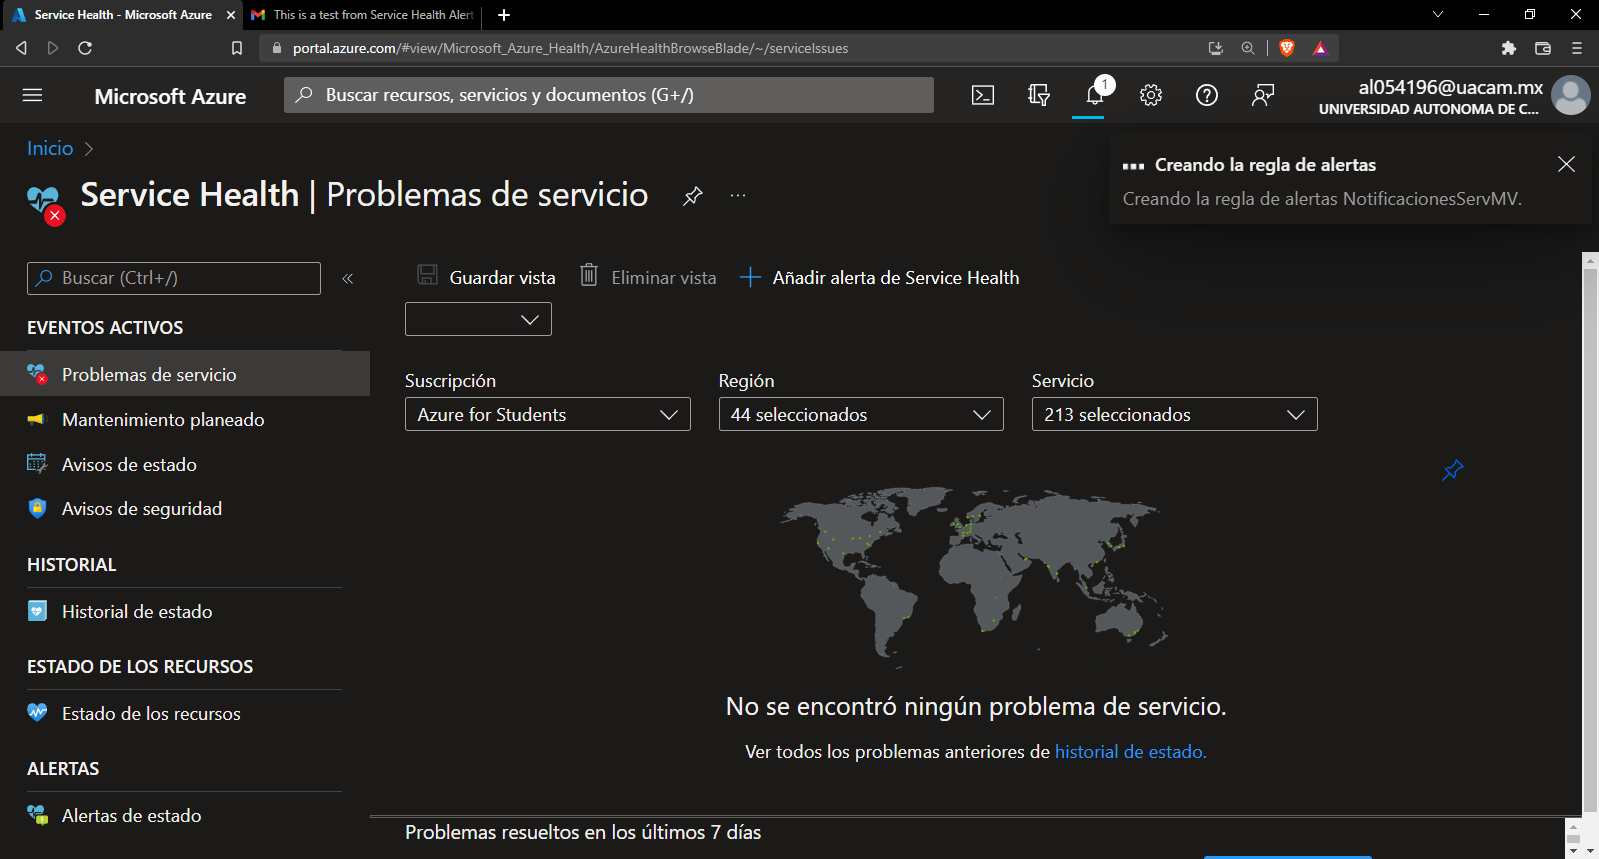 Service Health - Microsoft Azure
This is a test from Service Health Alert
portal.azure.com/#view/Microsoft_Azure_Health/AzureHealthBrowseBlade/~/serviceIssues
Microsoft Azure
Buscar recursos, servicios y documentos (G+/)
1
al054196@uacam.mx
UNIVERSIDAD AUTONOMA DE C...
Inicio
Creando la regla de alertas
Creando la regla de alertas NotificacionesServMV.
Service Health | Problemas de servicio
Buscar (Ctrl+/)
Guardar vista
Eliminar vista
Añadir alerta de Service Health
EVENTOS ACTIVOS
Problemas de servicio
Mantenimiento planeado
Avisos de estado
Avisos de seguridad
HISTORIAL
Historial de estado
ESTADO DE LOS RECURSOS
Estado de los recursos
ALERTAS
Alertas de estado
Suscripción
Azure for Students
Región
44 seleccionados
Servicio
213 seleccionados
No se encontró ningún problema de servicio.
Ver todos los problemas anteriores de historial de estado.
Problemas resueltos en los últimos 7 días